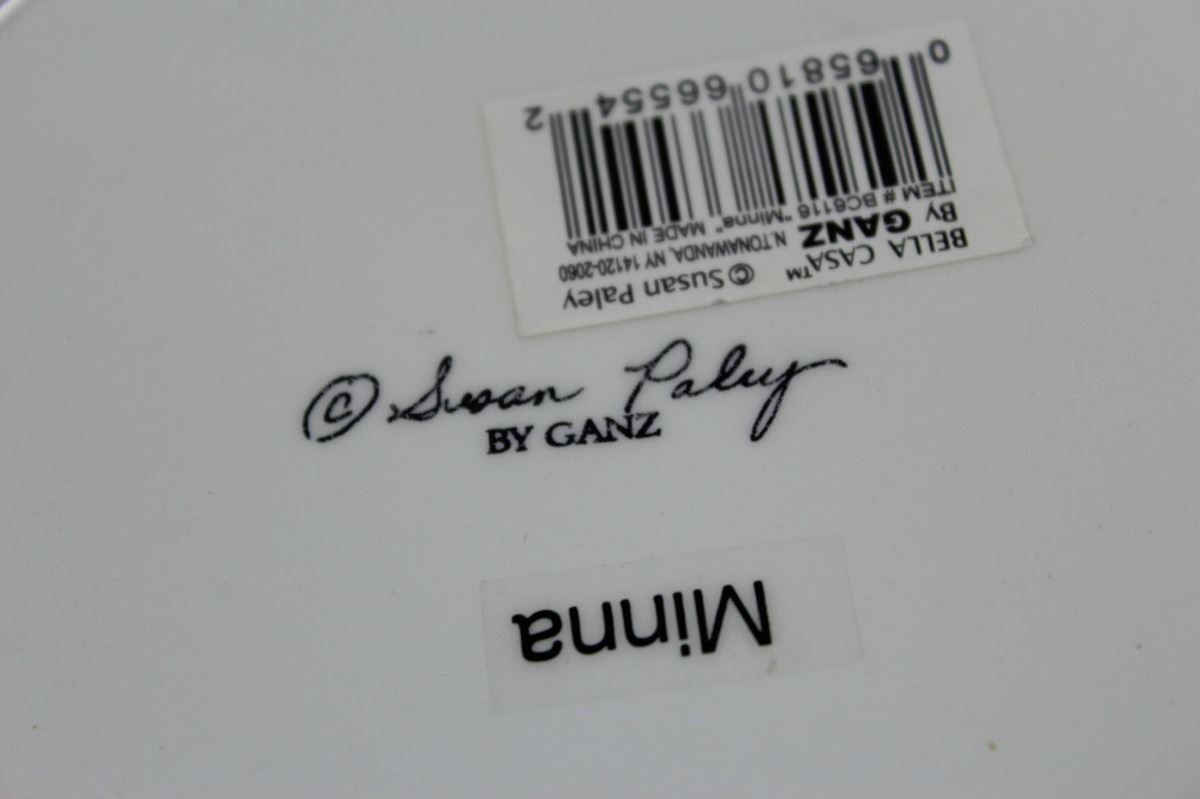 BELLA CASA™ ©Susan Paley
By GANZ N.TONAWANDA, NY 14120-2060
ITEM # BC6116 "Minna" MADE IN CHINA
0 65810 66554 2
© Susan Paley
BY GANZ
Minna